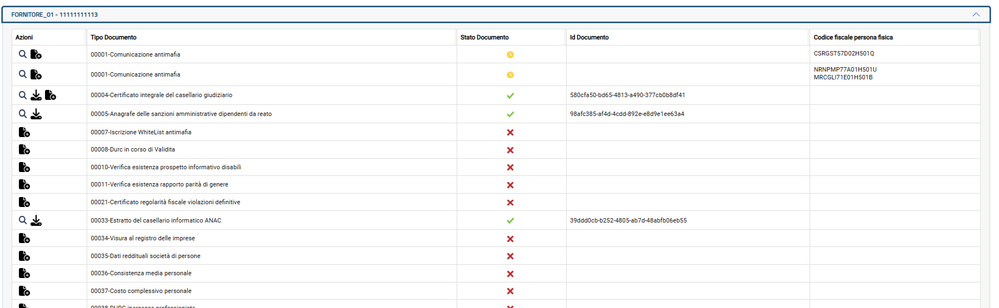 FORNITORE_01 - 11111111113
Azioni Tipo Documento Stato Documento Id Documento Codice fiscale persona fisica
00001-Comunicazione antimafia CSRGST57D02H501Q
00001-Comunicazione antimafia NRNPMP77A01H501U
MRCGLI71E01H501B
00004-Certificato integrale del casellario giudiziario 580cfa50-bd65-4813-a490-377cb0b8df41
00005-Anagrafe delle sanzioni amministrative dipendenti da reato 98afc385-af4d-4cdd-892e-e8d9e1ee63a4
00007-Iscrizione WhiteList antimafia
00008-Durc in corso di Validita
00010-Verifica esistenza prospetto informativo disabili
00011-Verifica esistenza rapporto parità di genere
00021-Certificato regolarità fiscale violazioni definitive
00033-Estratto del casellario informatico ANAC 39ddd0cb-b252-4805-ab7d-48abfb06eb55
00034-Visura al registro delle imprese
00035-Dati reddituali società di persone
00036-Consistenza media personale
00037-Costo complessivo personale
00038-DURC inarcassa professionista